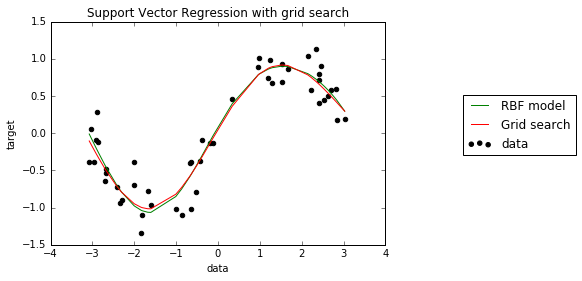 Support Vector Regression with grid search
1.5
1.0
0.5
0.0
−0.5
−1.0
−1.5
target
−4
−3
−2
−1
0
1
2
3
4
data
RBF model
Grid search
data